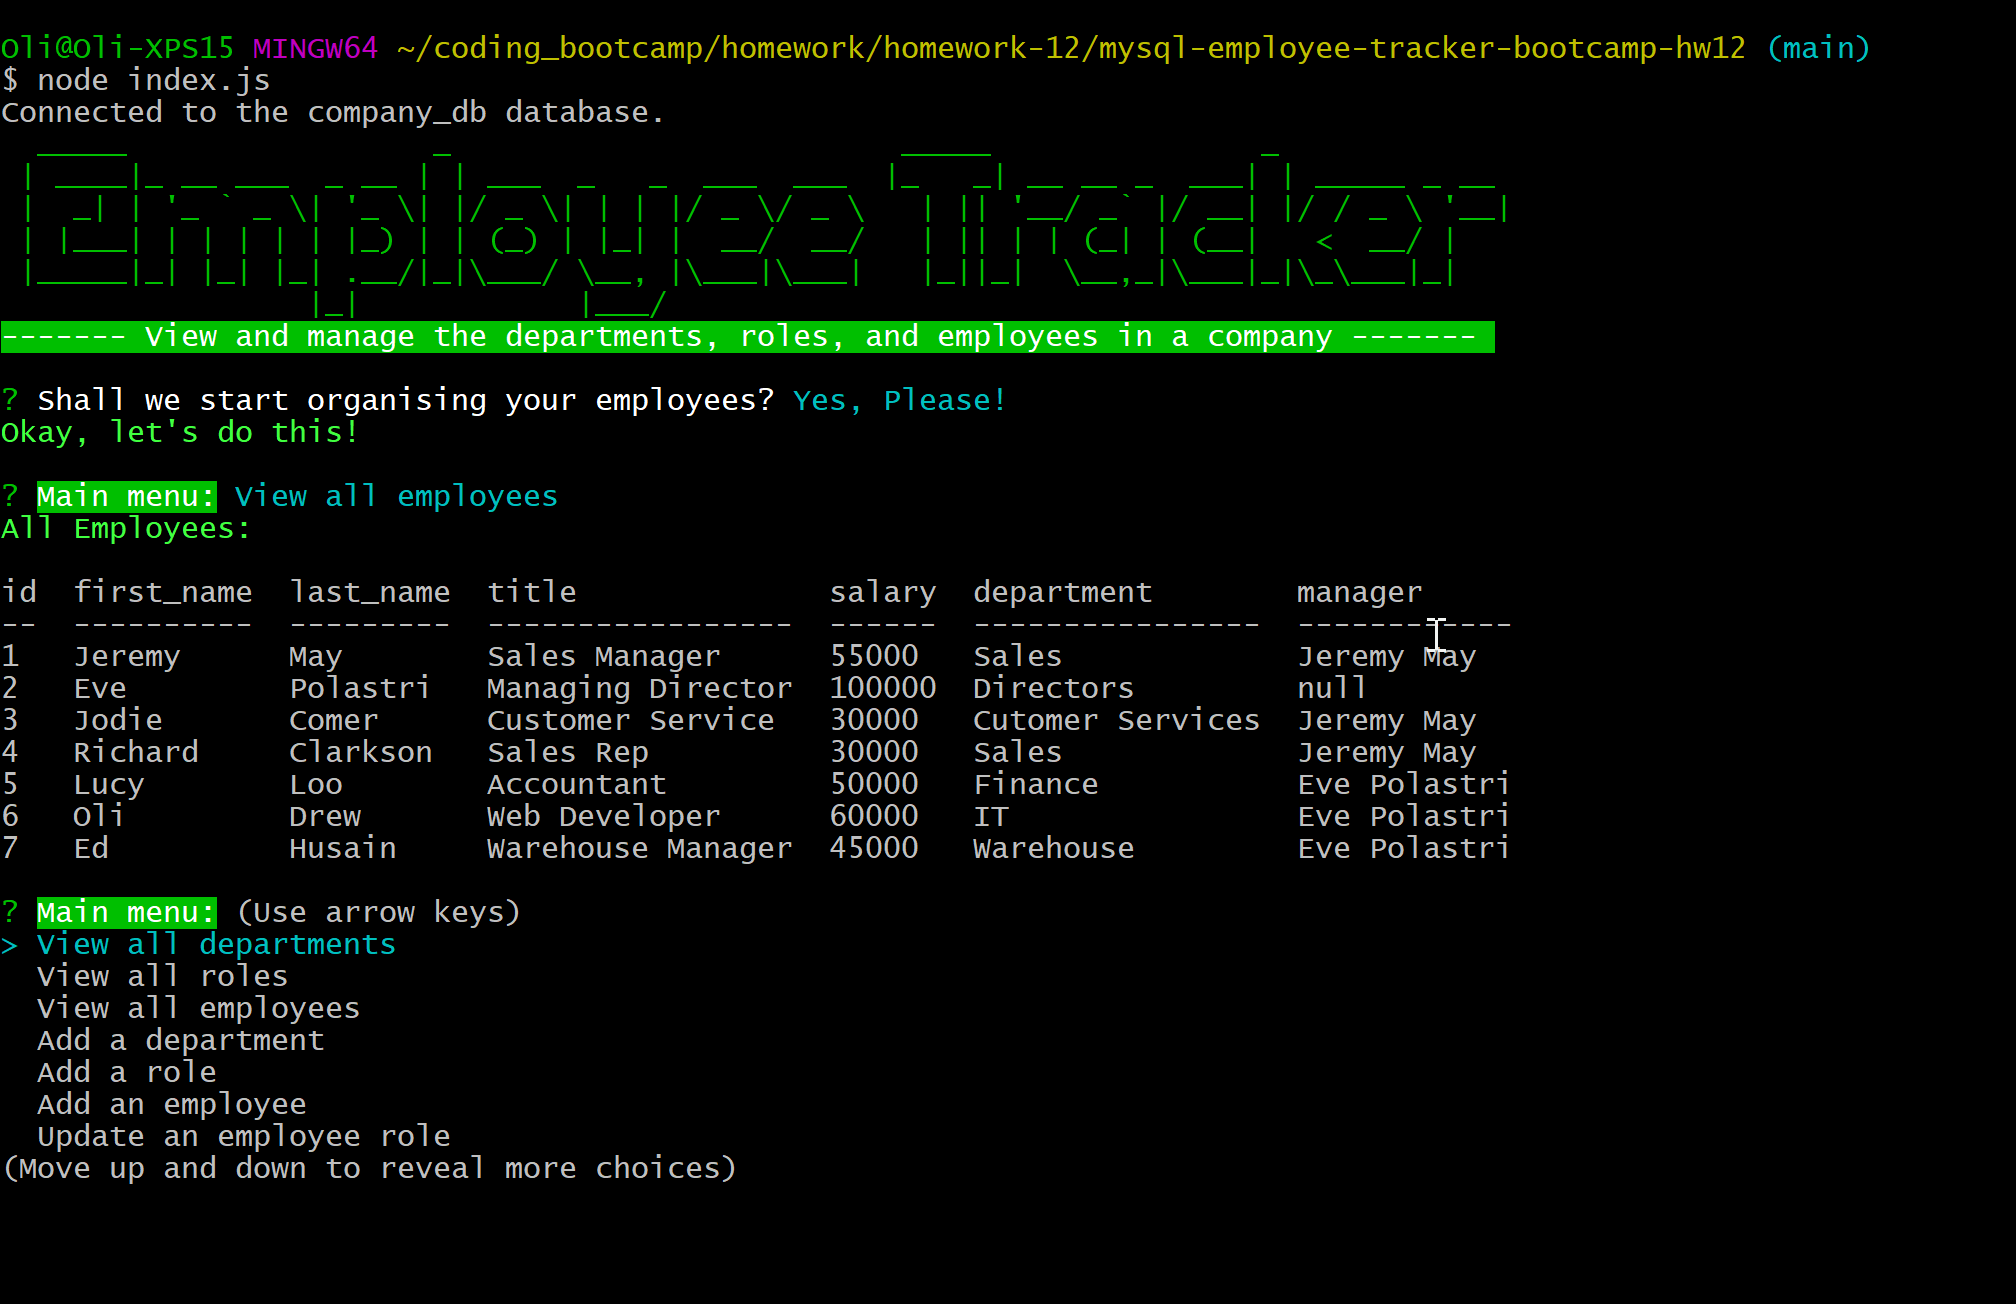 Oli@Oli-XPS15 MINGW64 ~/coding_bootcamp/homework/homework-12/mysql-employee-tracker-bootcamp-hw12 (main)
$ node index.js
Connected to the company_db database.
Employee Tracker
------- View and manage the departments, roles, and employees in a company -------
? Shall we start organising your employees? Yes, Please!
Okay, let's do this!
? Main menu: View all employees
All Employees:
id  first_name  last_name  title              salary  department        manager
--  ----------  ---------  -----------------  ------  ----------------  ------------
1   Jeremy      May        Sales Manager      55000   Sales             Jeremy May
2   Eve         Polastri   Managing Director  100000  Directors         null
3   Jodie       Comer      Customer Service   30000   Cutomer Services  Jeremy May
4   Richard     Clarkson   Sales Rep          30000   Sales             Jeremy May
5   Lucy        Loo        Accountant         50000   Finance           Eve Polastri
6   Oli         Drew       Web Developer      60000   IT                Eve Polastri
7   Ed          Husain     Warehouse Manager  45000   Warehouse         Eve Polastri
? Main menu: (Use arrow keys)
> View all departments
  View all roles
  View all employees
  Add a department
  Add a role
  Add an employee
  Update an employee role
(Move up and down to reveal more choices)